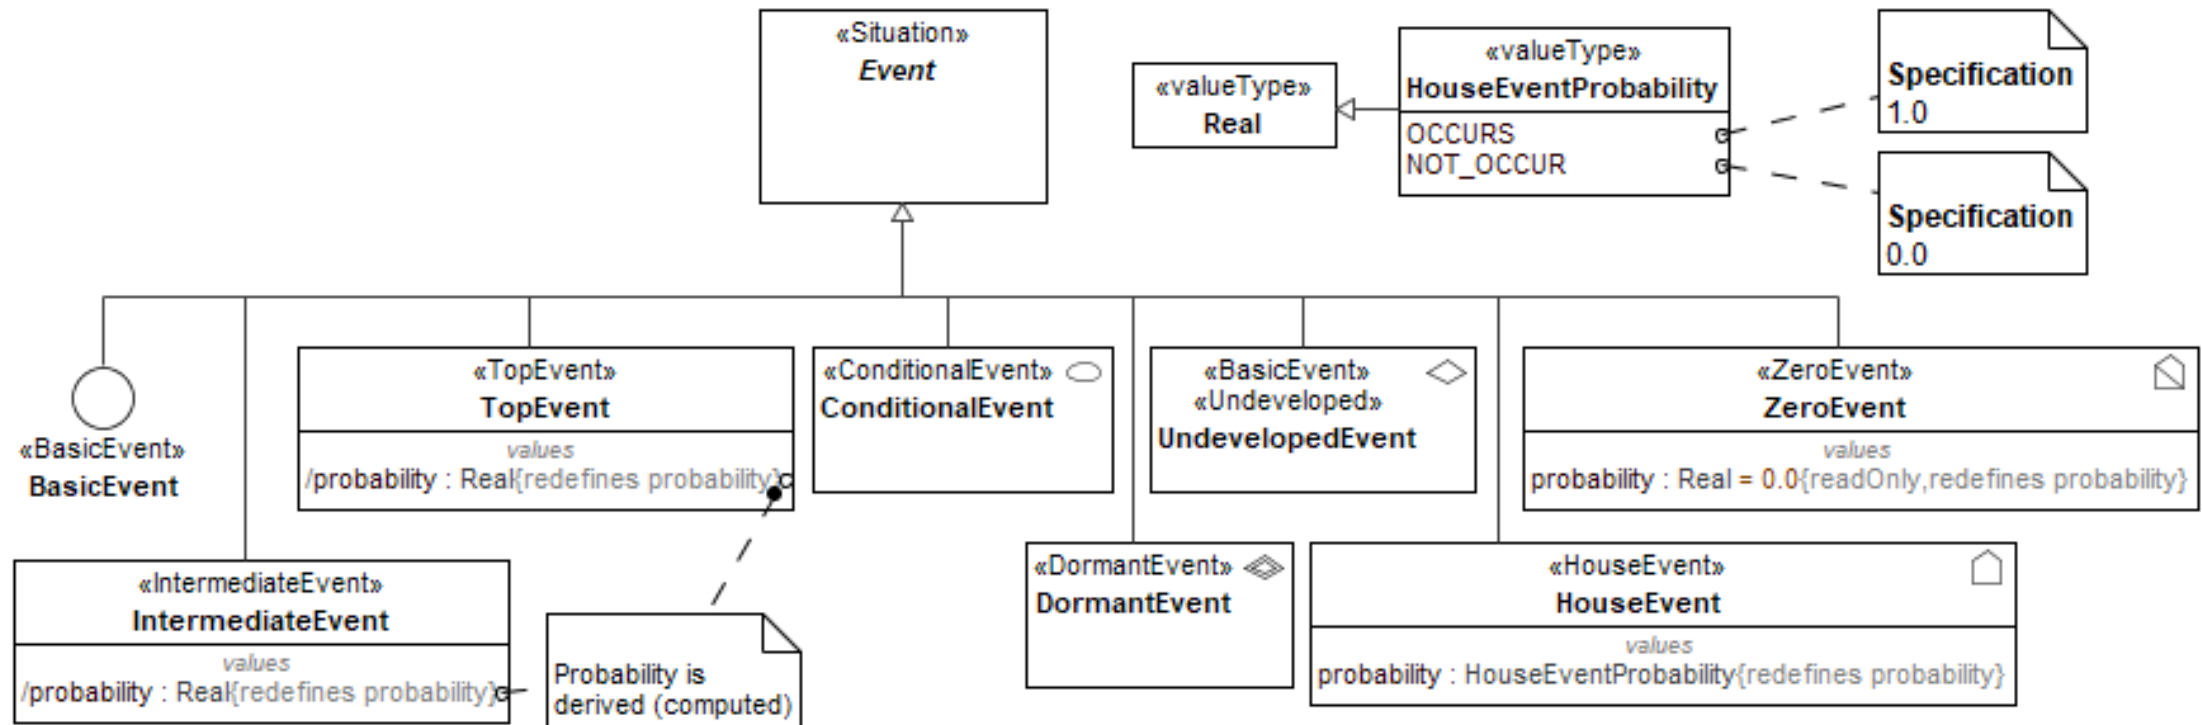 «Situation»
Event
«valueType»
Real
«valueType»
HouseEventProbability
OCCURS
NOT_OCCUR
Specification
1.0
Specification
0.0
«BasicEvent»
BasicEvent
«TopEvent»
TopEvent
values
/probability : Real{redefines probability}
«ConditionalEvent»
ConditionalEvent
«BasicEvent»
«Undeveloped»
UndevelopedEvent
«ZeroEvent»
ZeroEvent
values
probability : Real = 0.0{readOnly,redefines probability}
«IntermediateEvent»
IntermediateEvent
values
/probability : Real{redefines probability}
Probability is
derived (computed)
«DormantEvent»
DormantEvent
«HouseEvent»
HouseEvent
values
probability : HouseEventProbability{redefines probability}